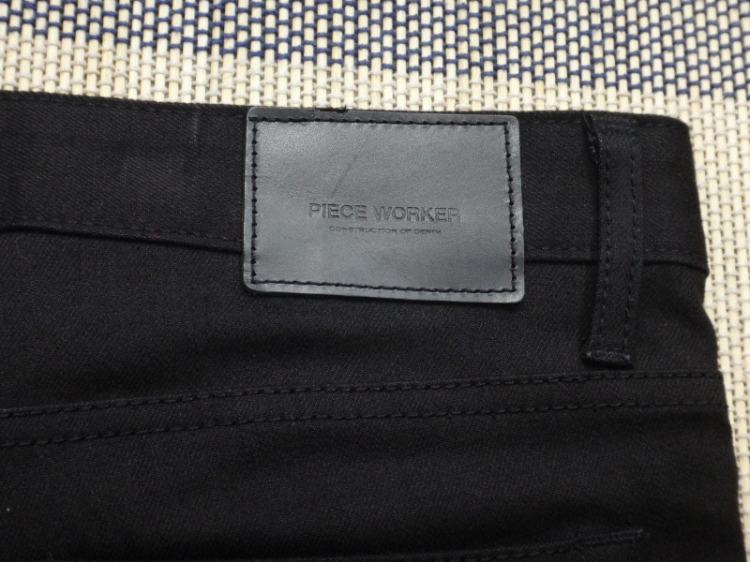 PIECE WORKER
CONSTRUCTION OF DENIM